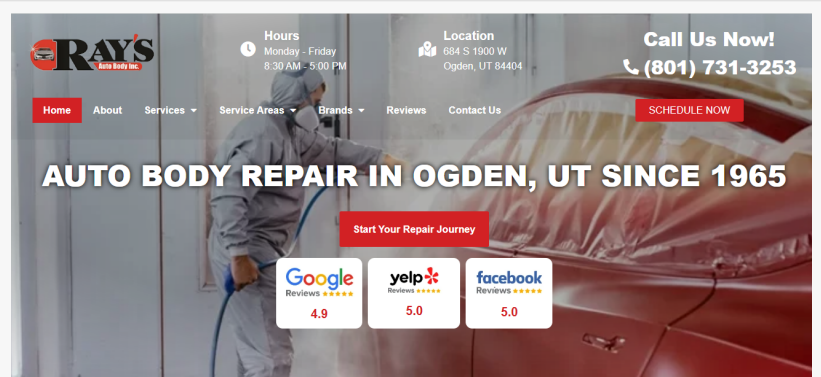 RAY'S
Auto Body Inc.
Hours
Monday - Friday
8:30 AM - 5:00 PM
Location
684 S 1900 W
Ogden, UT 84404
Call Us Now!
(801) 731-3253
Home
About
Services
Service Areas
Brands
Reviews
Contact Us
SCHEDULE NOW
AUTO BODY REPAIR IN OGDEN, UT SINCE 1965
Start Your Repair Journey
Google
Reviews
4.9
yelp
Reviews
5.0
facebook
Reviews
5.0